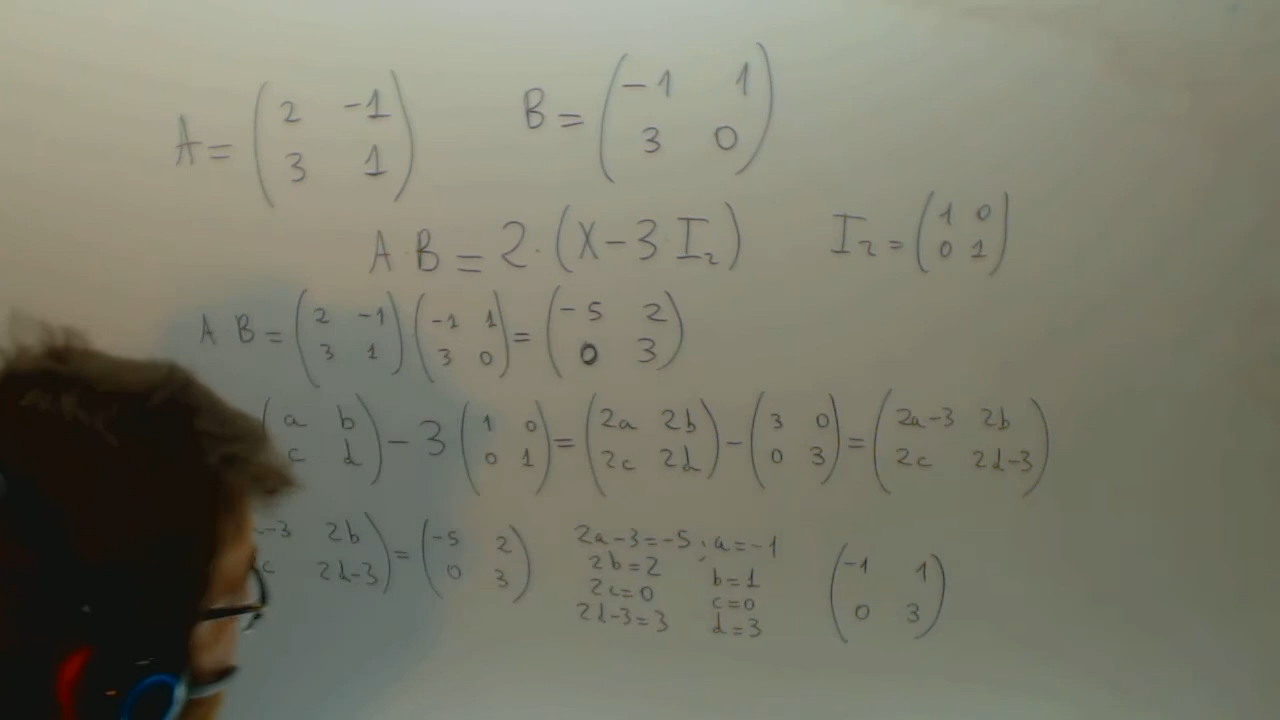 A = ( 2 -1 ; 3 1 ) B = ( -1 1 ; 3 0 )
A · B = 2 · (X - 3 I₂) I₂ = ( 1 0 ; 0 1 )
A B = ( 2 -1 ; 3 1 ) · ( -1 1 ; 3 0 ) = ( -5 2 ; 0 3 )
( a b ; c d ) - 3 ( 1 0 ; 0 1 ) = ( 2a 2b ; 2c 2d ) - ( 3 0 ; 0 3 ) = ( 2a-3 2b ; 2c 2d-3 )
-3 2b ; c 2d-3 ) = ( -5 2 ; 0 3 )
2a-3=-5 ; a=-1
2b=2 b=1
2c=0 c=0
2d-3=3 d=3
( -1 1 ; 0 3 )